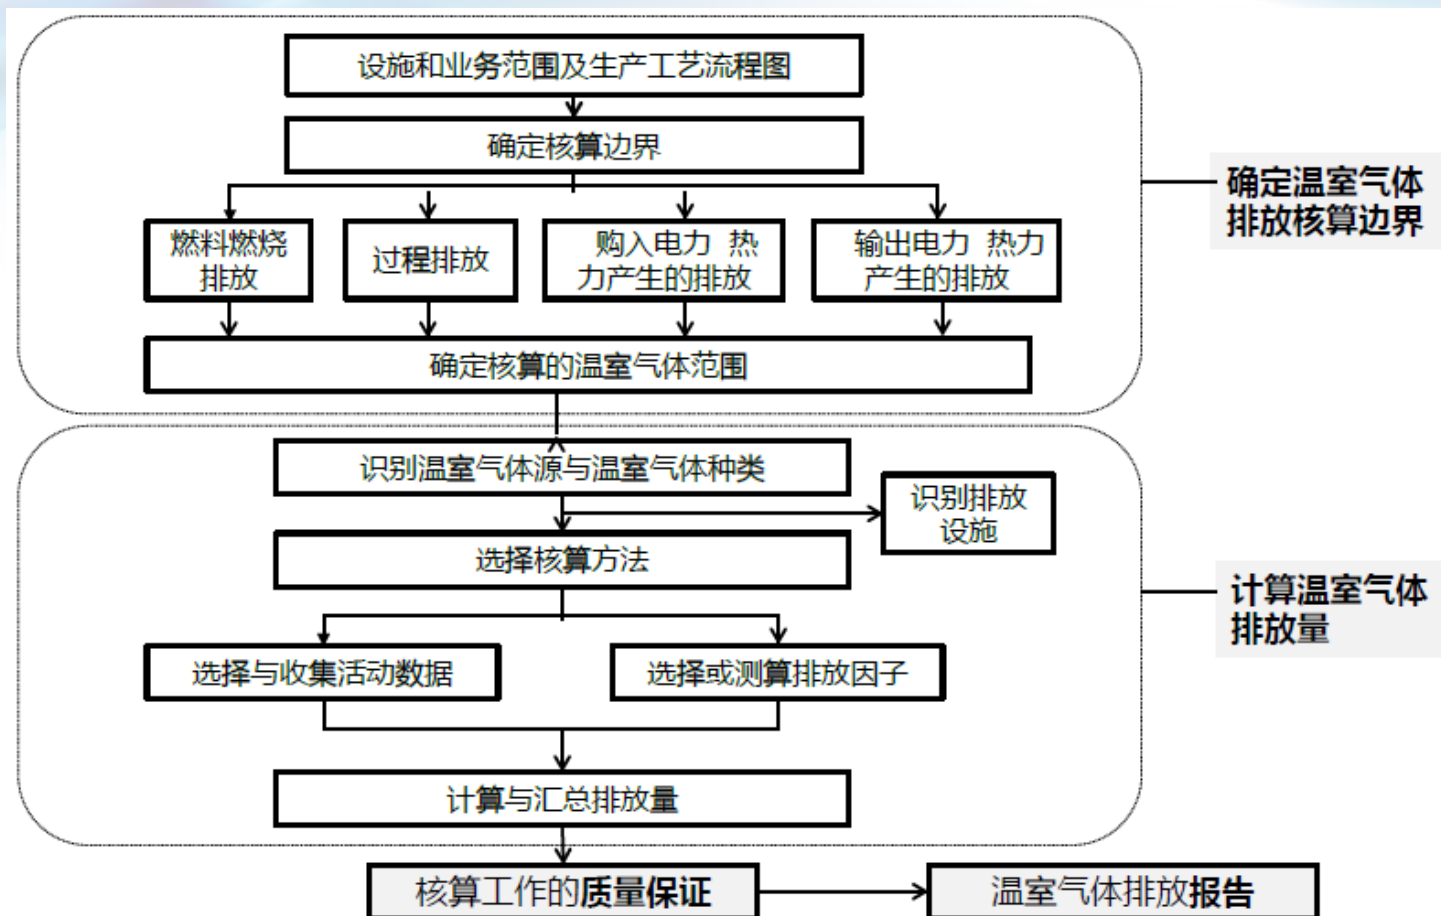 设施和业务范围及生产工艺流程图
确定核算边界
确定温室气体
排放核算边界
燃料燃烧
排放
过程排放
购入电力 热
力产生的排放
输出电力 热力
产生的排放
确定核算的温室气体范围
识别温室气体源与温室气体种类
识别排放
设施
选择核算方法
计算温室气体
排放量
选择与收集活动数据
选择或测算排放因子
计算与汇总排放量
核算工作的质量保证
温室气体排放报告